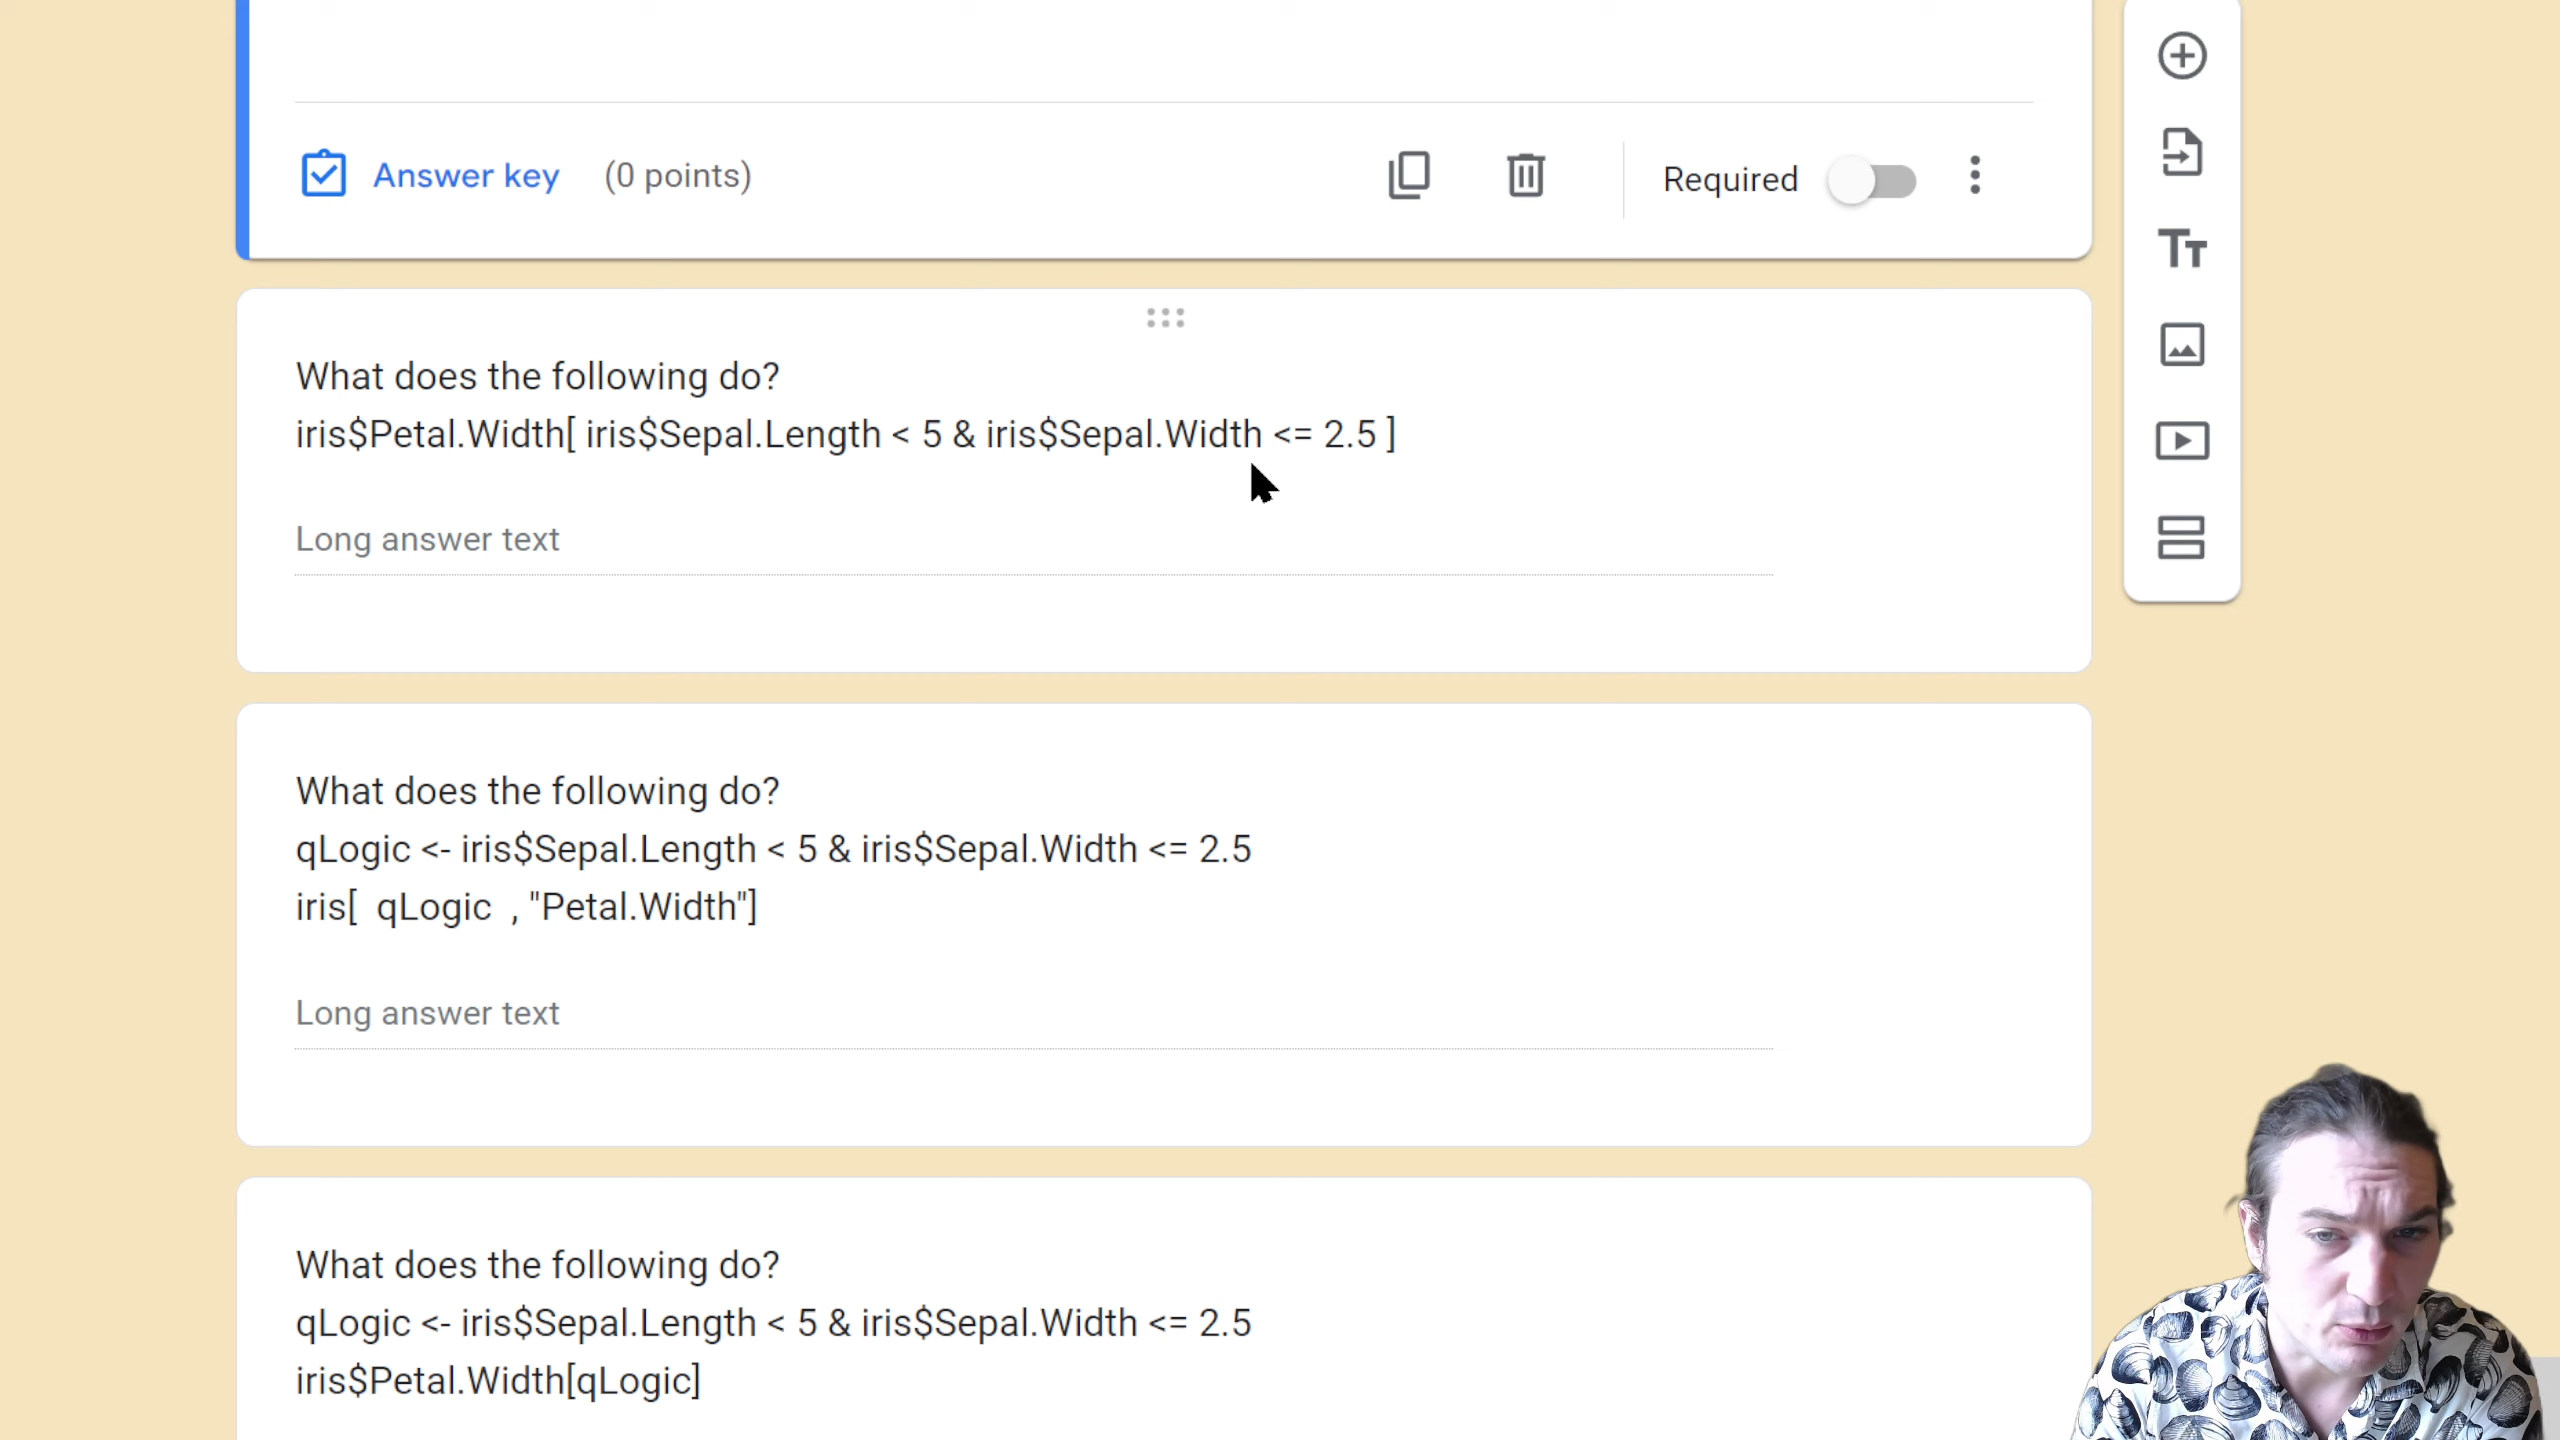 Answer key (0 points) Required
What does the following do?
iris$Petal.Width[ iris$Sepal.Length < 5 & iris$Sepal.Width <= 2.5 ]
Long answer text
What does the following do?
qLogic <- iris$Sepal.Length < 5 & iris$Sepal.Width <= 2.5
iris[  qLogic  , "Petal.Width"]
Long answer text
What does the following do?
qLogic <- iris$Sepal.Length < 5 & iris$Sepal.Width <= 2.5
iris$Petal.Width[qLogic]